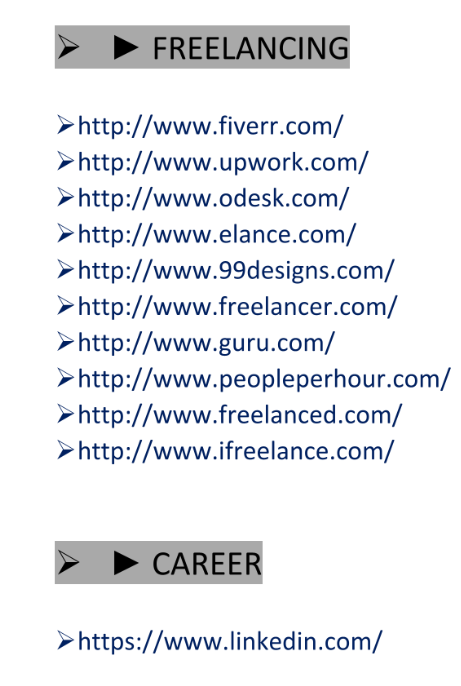 ➢ ► FREELANCING
➢http://www.fiverr.com/
➢http://www.upwork.com/
➢http://www.odesk.com/
➢http://www.elance.com/
➢http://www.99designs.com/
➢http://www.freelancer.com/
➢http://www.guru.com/
➢http://www.peopleperhour.com/
➢http://www.freelanced.com/
➢http://www.ifreelance.com/
➢ ► CAREER
➢https://www.linkedin.com/